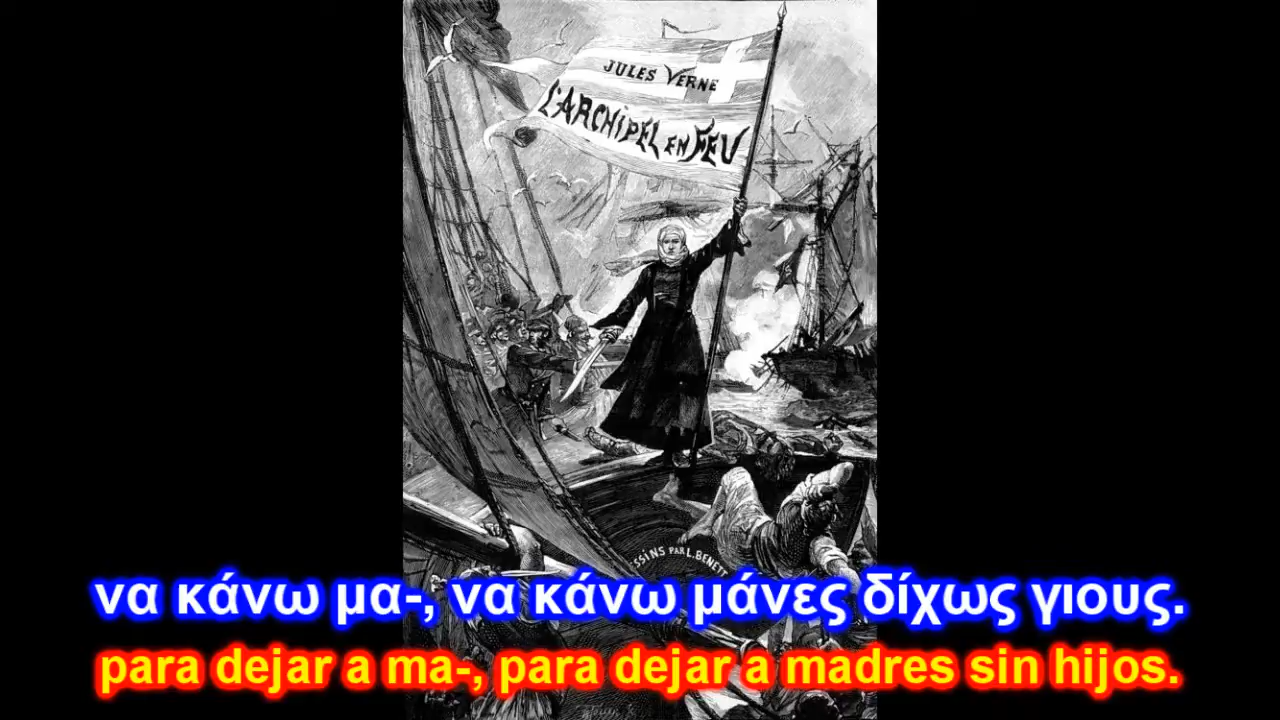 JULES VERNE
L'ARCHIPEL EN FEU
ESSINS PAR L. BENETT
να κάνω μα-, να κάνω μάνες δίχως γιους.
para dejar a ma-, para dejar a madres sin hijos.